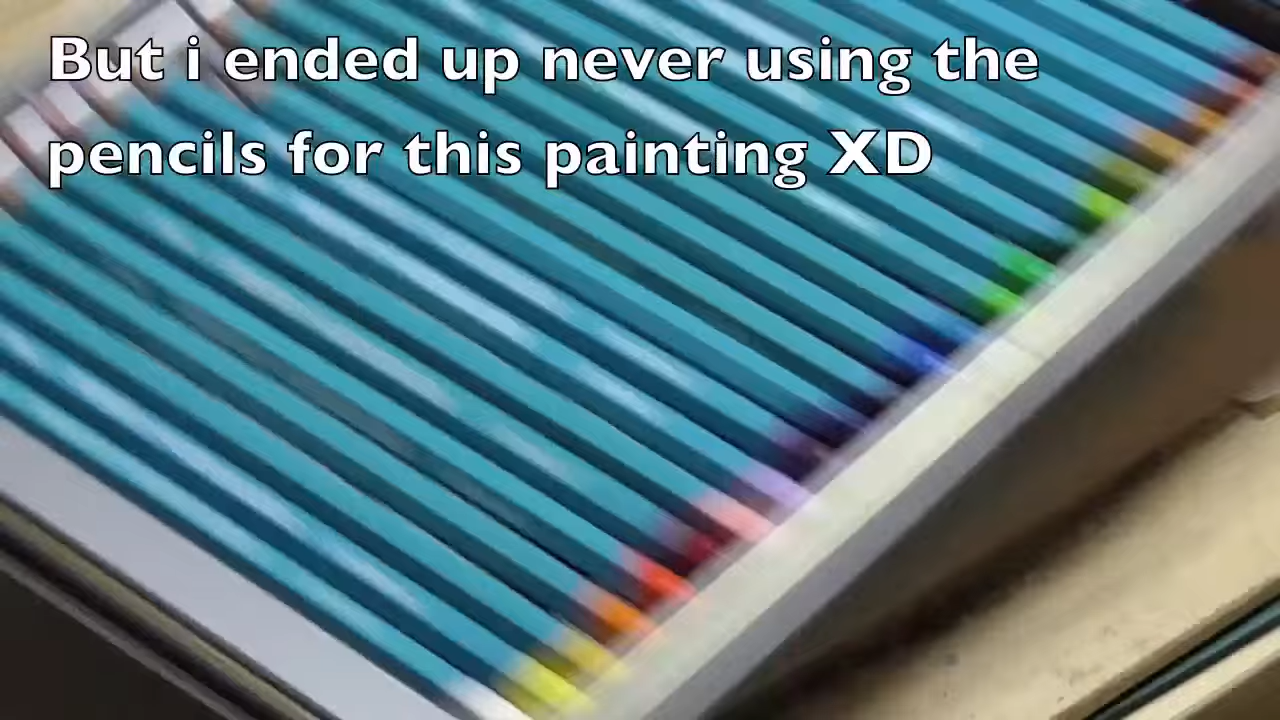 But i ended up never using the
pencils for this painting XD